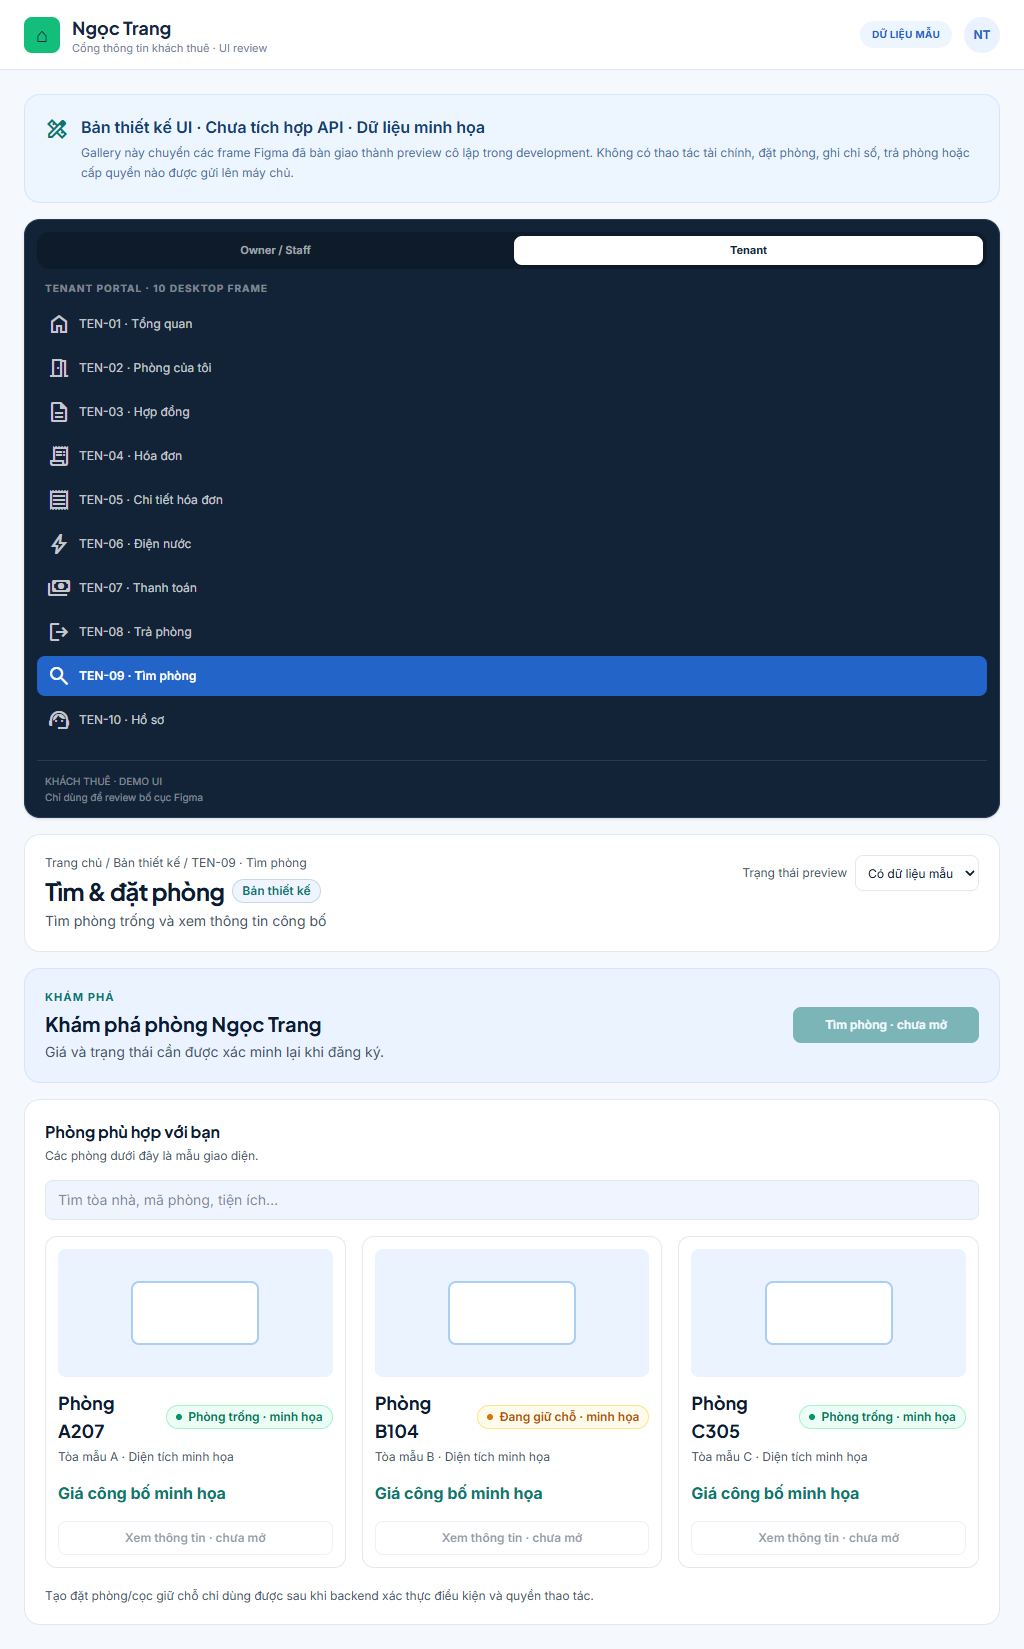 Ngọc Trang
Cổng thông tin khách thuê · UI review
DỮ LIỆU MẪU
NT
Bản thiết kế UI · Chưa tích hợp API · Dữ liệu minh họa
Gallery này chuyển các frame Figma đã bàn giao thành preview cô lập trong development. Không có thao tác tài chính, đặt phòng, ghi chỉ số, trả phòng hoặc
cấp quyền nào được gửi lên máy chủ.
Owner / Staff
Tenant
TENANT PORTAL · 10 DESKTOP FRAME
TEN-01 · Tổng quan
TEN-02 · Phòng của tôi
TEN-03 · Hợp đồng
TEN-04 · Hóa đơn
TEN-05 · Chi tiết hóa đơn
TEN-06 · Điện nước
TEN-07 · Thanh toán
TEN-08 · Trả phòng
TEN-09 · Tìm phòng
TEN-10 · Hồ sơ
KHÁCH THUÊ · DEMO UI
Chỉ dùng để review bố cục Figma
Trang chủ / Bản thiết kế / TEN-09 · Tìm phòng
Tìm & đặt phòng
Bản thiết kế
Tìm phòng trống và xem thông tin công bố
Trạng thái preview
Có dữ liệu mẫu
KHÁM PHÁ
Khám phá phòng Ngọc Trang
Giá và trạng thái cần được xác minh lại khi đăng ký.
Tìm phòng · chưa mở
Phòng phù hợp với bạn
Các phòng dưới đây là mẫu giao diện.
Tìm tòa nhà, mã phòng, tiện ích...
Phòng
A207
Phòng trống · minh họa
Tòa mẫu A · Diện tích minh họa
Giá công bố minh họa
Xem thông tin · chưa mở
Phòng
B104
Đang giữ chỗ · minh họa
Tòa mẫu B · Diện tích minh họa
Giá công bố minh họa
Xem thông tin · chưa mở
Phòng
C305
Phòng trống · minh họa
Tòa mẫu C · Diện tích minh họa
Giá công bố minh họa
Xem thông tin · chưa mở
Tạo đặt phòng/cọc giữ chỗ chỉ dùng được sau khi backend xác thực điều kiện và quyền thao tác.